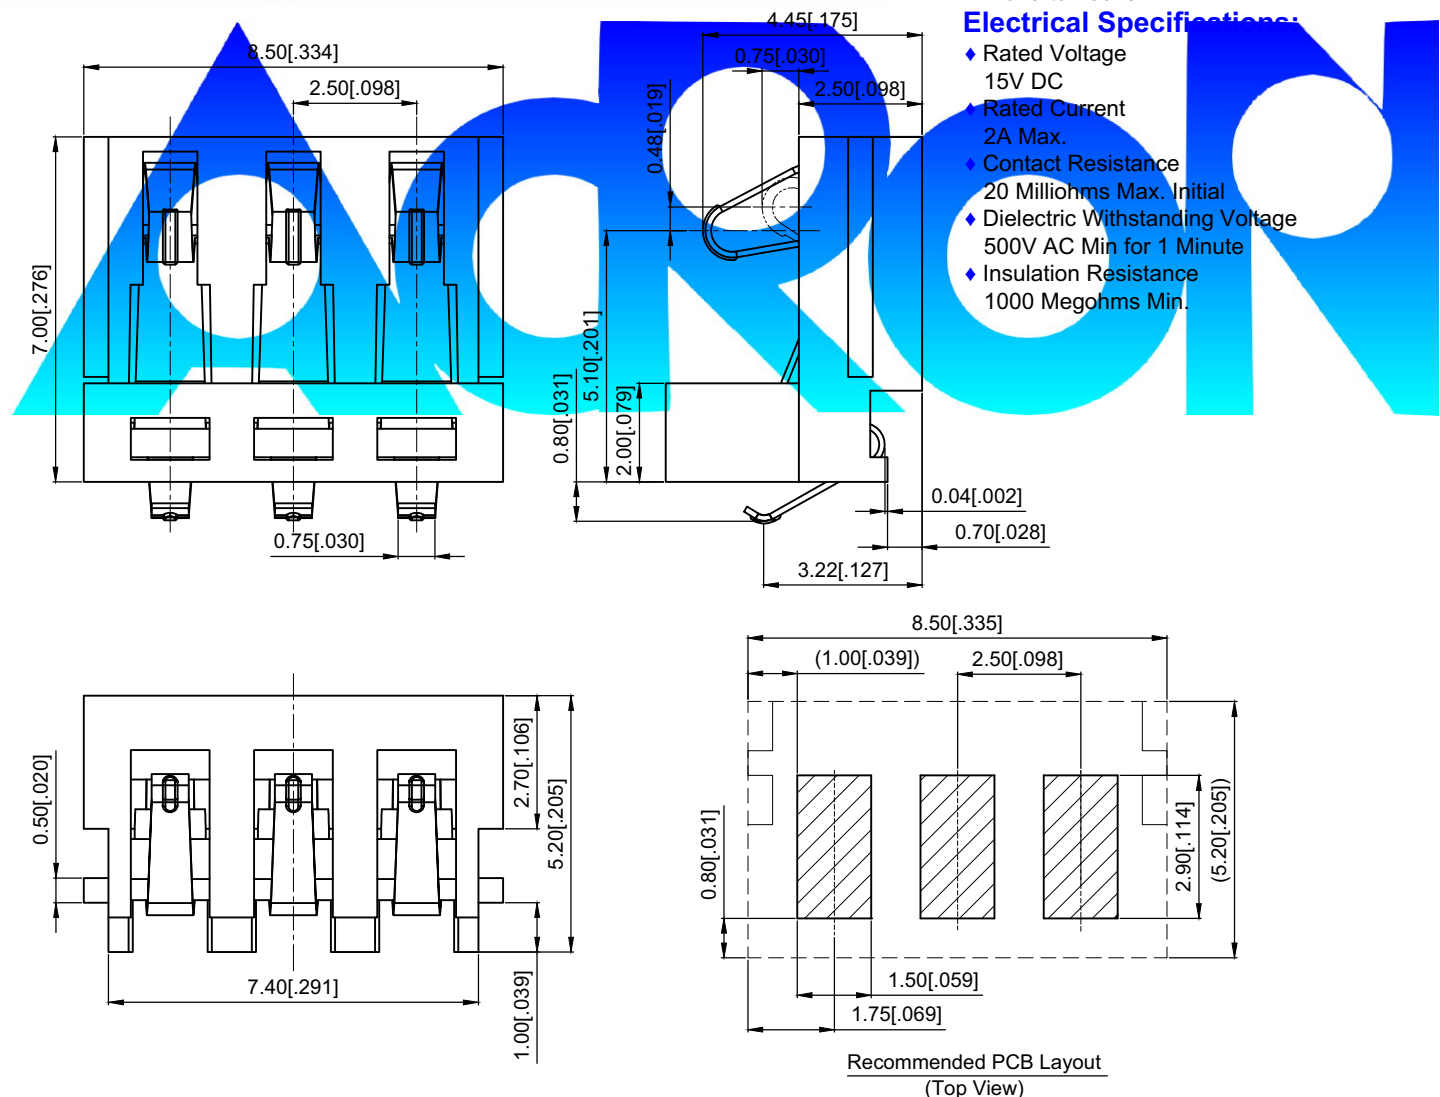 4.45[.175]
Electrical Specifications:
8.50[.334]
0.75[.030]
♦ Rated Voltage
15V DC
2.50[.098]
2.50[.098]
♦ Rated Current
2A Max.
0.48[.019]
♦ Contact Resistance
20 Milliohms Max. Initial
♦ Dielectric Withstanding Voltage
500V AC Min for 1 Minute
♦ Insulation Resistance
1000 Megohms Min.
7.00[.276]
5.10[.201]
0.80[.031]
2.00[.079]
0.04[.002]
0.75[.030]
0.70[.028]
3.22[.127]
8.50[.335]
(1.00[.039])
2.50[.098]
0.50[.020]
2.70[.106]
5.20[.205]
0.80[.031]
2.90[.114]
(5.20[.205])
7.40[.291]
1.00[.039]
1.50[.059]
1.75[.069]
Recommended PCB Layout
(Top View)